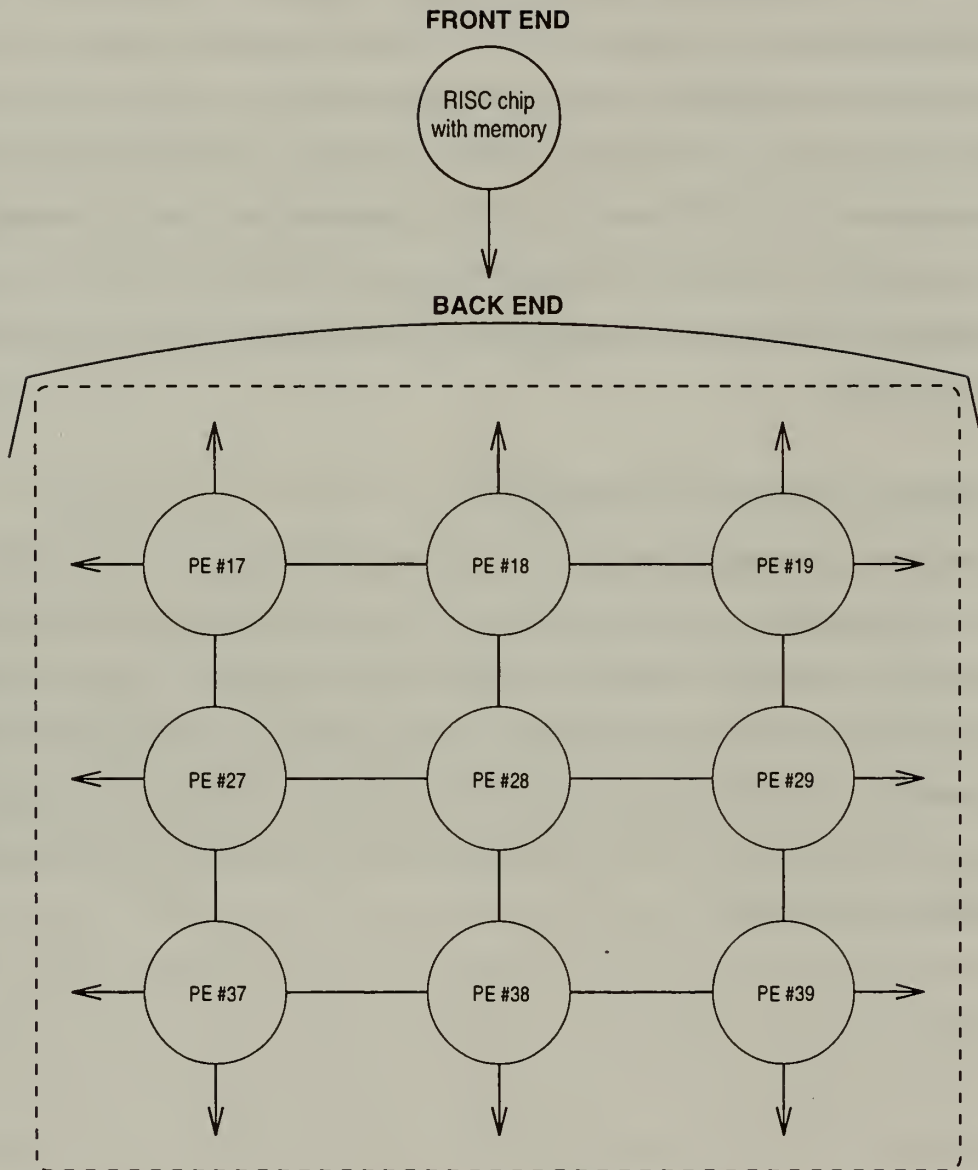 FRONT END
RISC chip
with memory
BACK END
PE #17
PE #18
PE #19
PE #27
PE #28
PE #29
PE #37
PE #38
PE #39